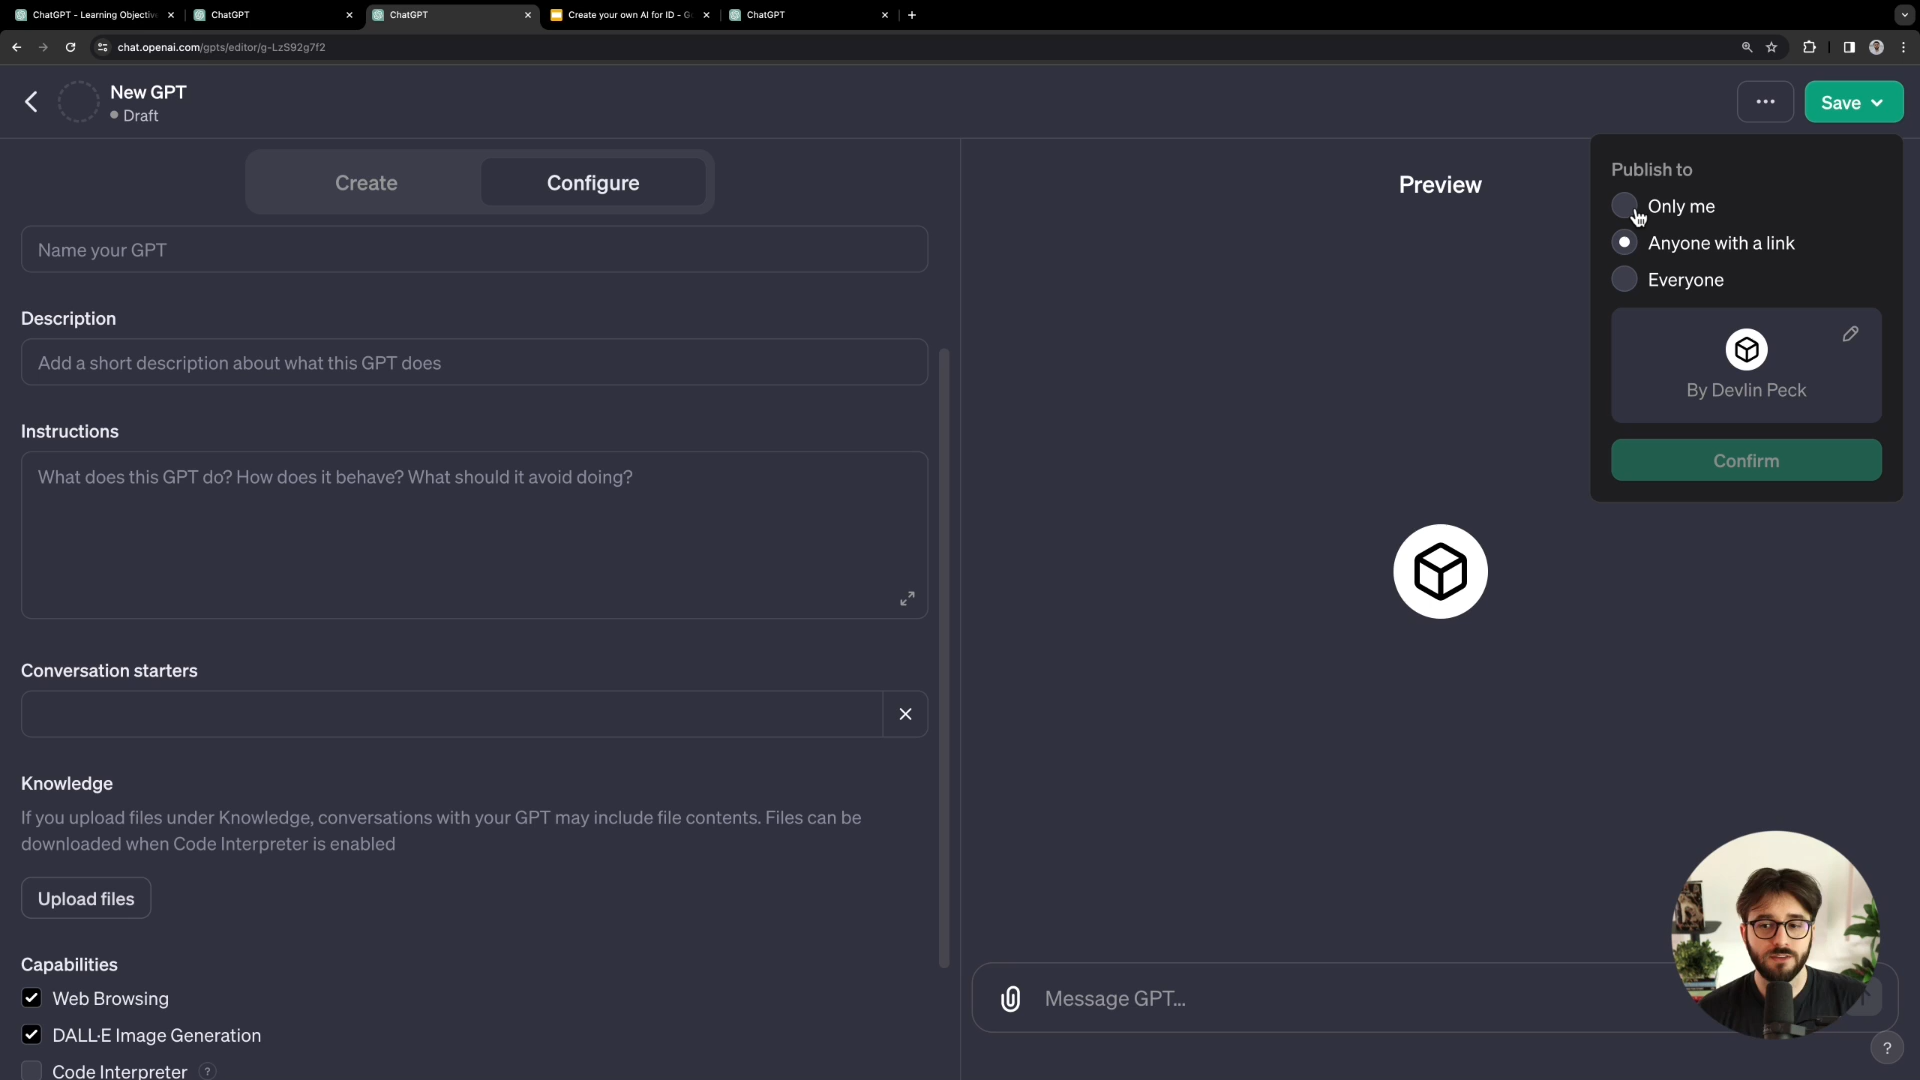 ChatGPT - Learning Objectiv
ChatGPT
ChatGPT
Create your own AI for ID - G
ChatGPT
chat.openai.com/gpts/editor/g-LzS92g7f2
New GPT
Draft
Save
Create
Configure
Preview
Publish to
Only me
Anyone with a link
Everyone
By Devlin Peck
Confirm
Name your GPT
Description
Add a short description about what this GPT does
Instructions
What does this GPT do? How does it behave? What should it avoid doing?
Conversation starters
Knowledge
If you upload files under Knowledge, conversations with your GPT may include file contents. Files can be
downloaded when Code Interpreter is enabled
Upload files
Capabilities
Web Browsing
DALL·E Image Generation
Code Interpreter ?
Message GPT...
?